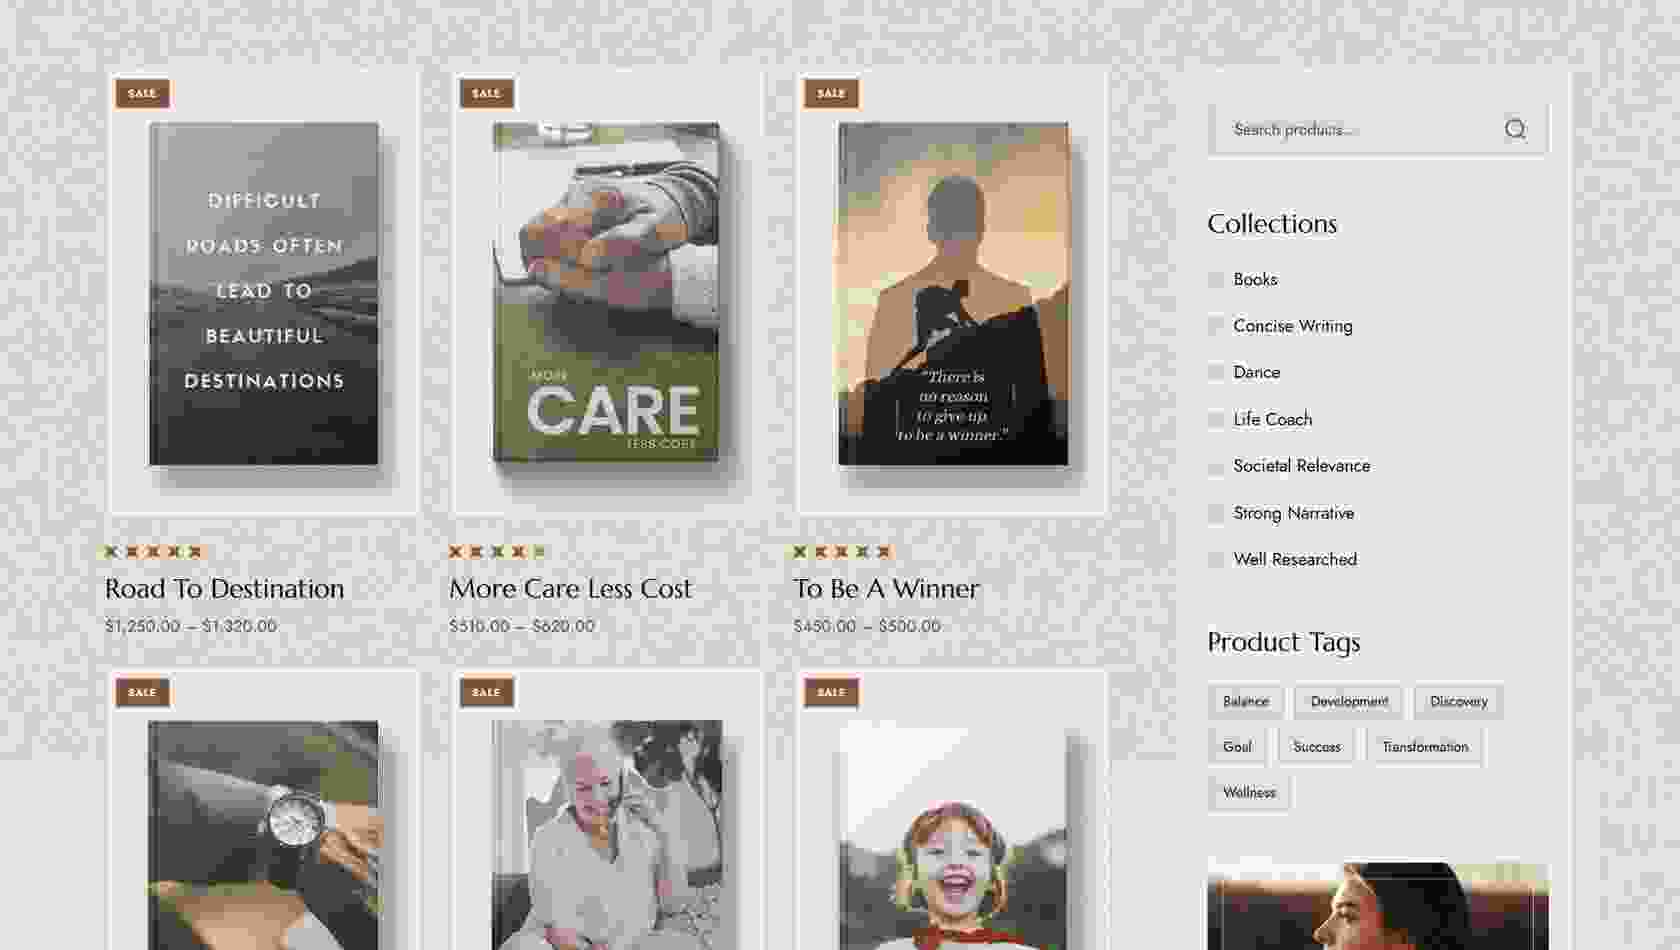 SALE
DIFFICULT
ROADS OFTEN
LEAD TO
BEAUTIFUL
DESTINATIONS
Road To Destination
$1,250.00 – $1,320.00
SALE
MORE
CARE
LESS COST
More Care Less Cost
$510.00 – $620.00
SALE
"There is
no reason
to give up
to be a winner."
To Be A Winner
$450.00 – $500.00
SALE
SALE
SALE
Search products...
Collections
Books
Concise Writing
Dance
Life Coach
Societal Relevance
Strong Narrative
Well Researched
Product Tags
Balance
Development
Discovery
Goal
Success
Transformation
Wellness